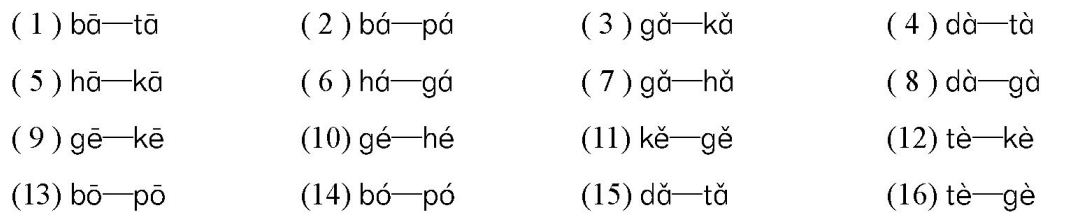 ( 1 ) bā—tā ( 2 ) bá—pá ( 3 ) gǎ—kǎ ( 4 ) dà—tà
( 5 ) hā—kā ( 6 ) há—gá ( 7 ) gǎ—hǎ ( 8 ) dà—gà
( 9 ) gē—kē (10) gé—hé (11) kě—gě (12) tè—kè
(13) bō—pō (14) bó—pó (15) dǎ—tǎ (16) tè—gè